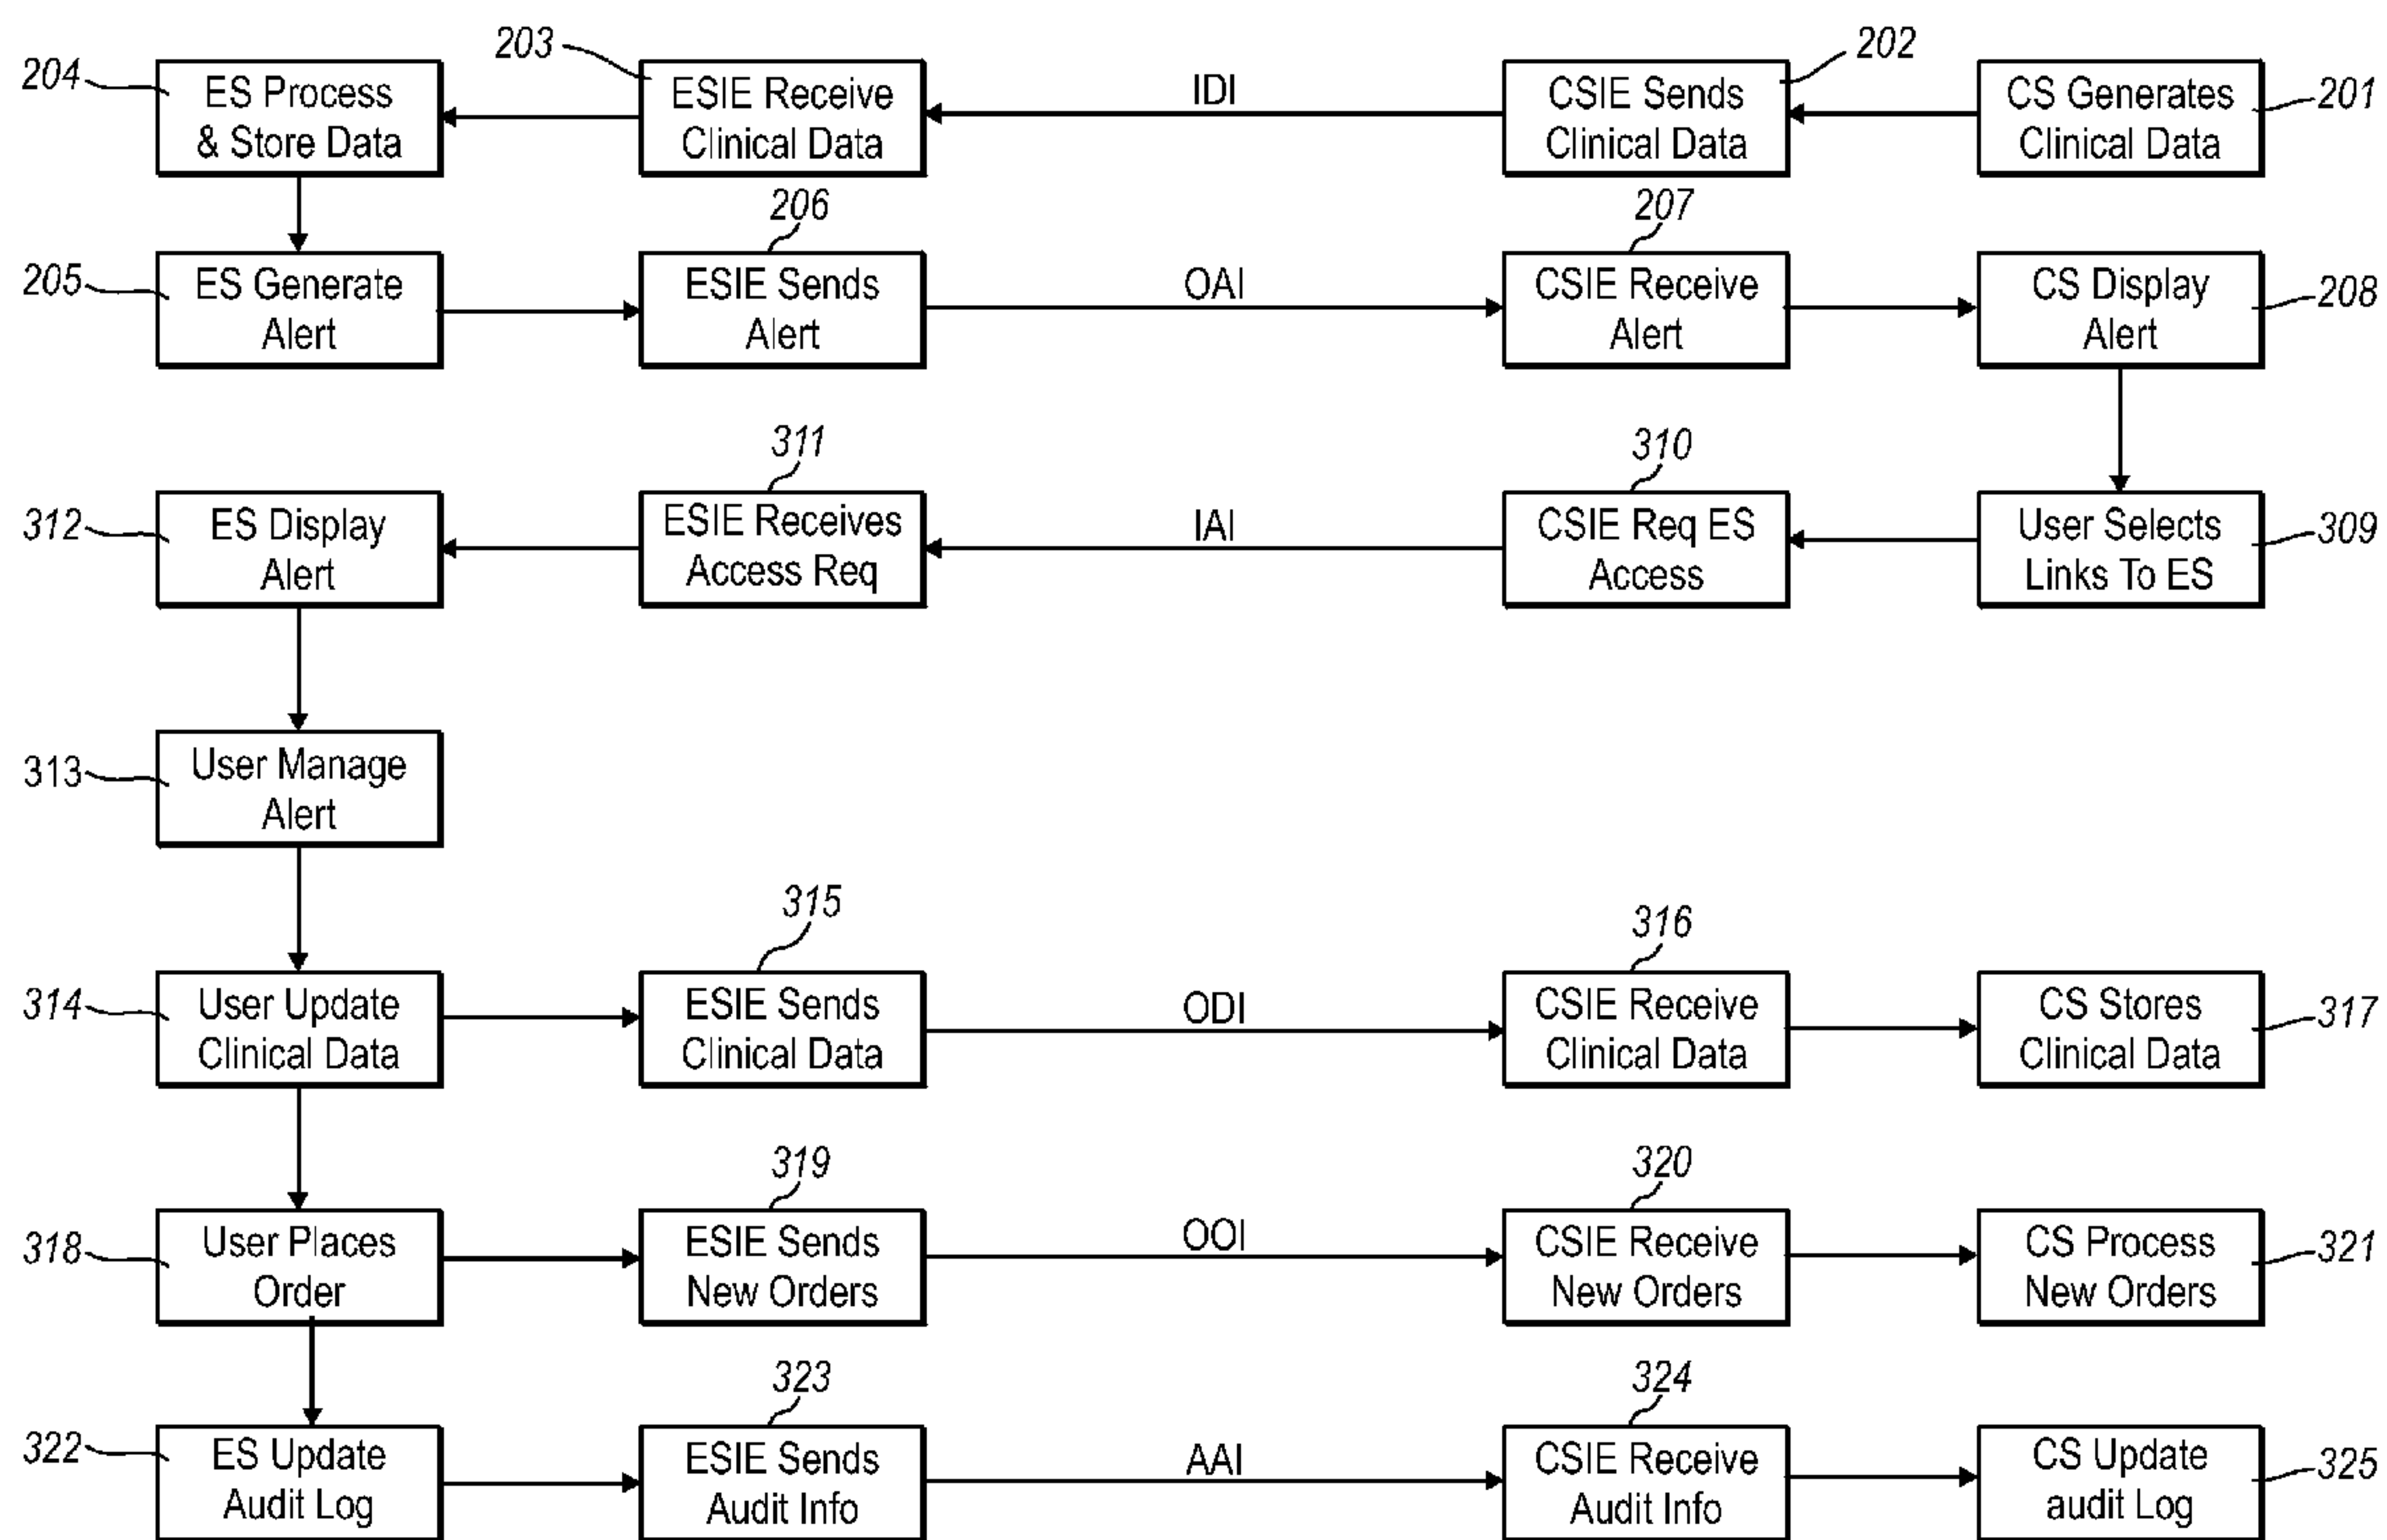 203
202
204
ES Process
& Store Data
ESIE Receive
Clinical Data
IDI
CSIE Sends
Clinical Data
CS Generates
Clinical Data
201
206
207
205
ES Generate
Alert
ESIE Sends
Alert
OAI
CSIE Receive
Alert
CS Display
Alert
208
311
310
312
ES Display
Alert
ESIE Receives
Access Req
IAI
CSIE Req ES
Access
User Selects
Links To ES
309
313
User Manage
Alert
315
316
314
User Update
Clinical Data
ESIE Sends
Clinical Data
ODI
CSIE Receive
Clinical Data
CS Stores
Clinical Data
317
319
320
318
User Places
Order
ESIE Sends
New Orders
OOI
CSIE Receive
New Orders
CS Process
New Orders
321
323
324
322
ES Update
Audit Log
ESIE Sends
Audit Info
AAI
CSIE Receive
Audit Info
CS Update
audit Log
325